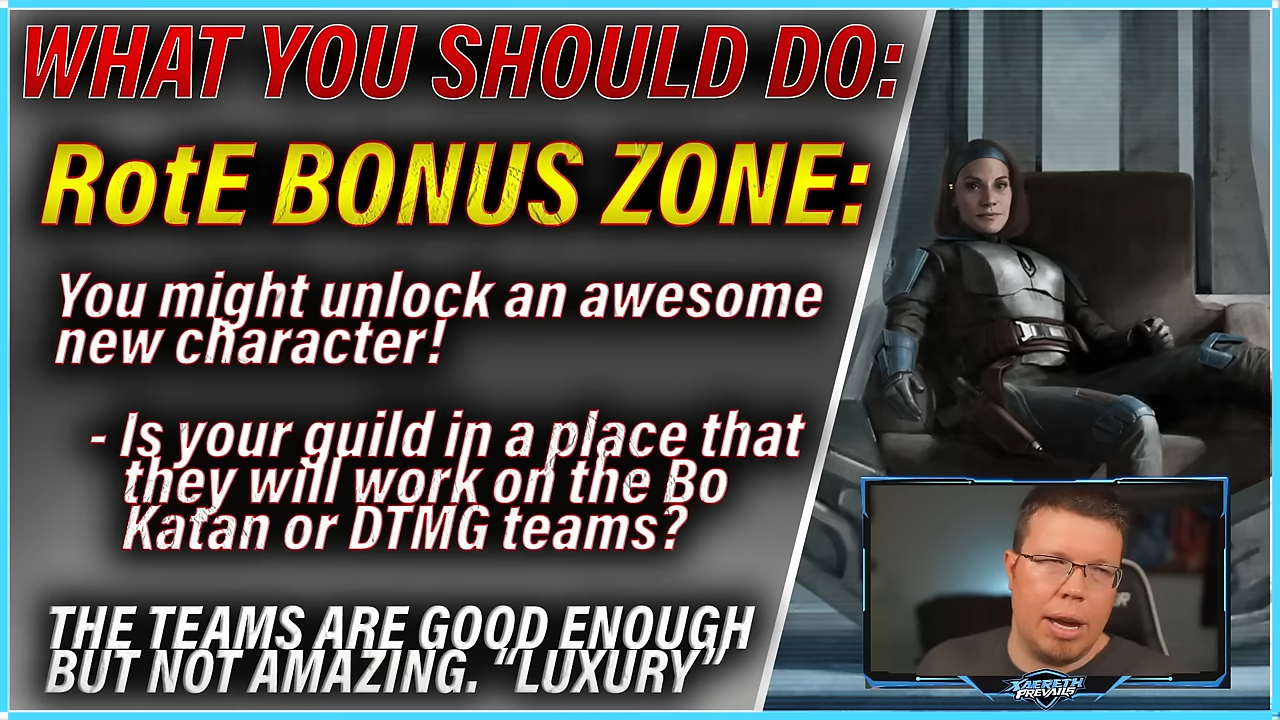 WHAT YOU SHOULD DO:
RotE BONUS ZONE:
You might unlock an awesome
new character!
- Is your guild in a place that
they will work on the Bo
Katan or DTMG teams?
THE TEAMS ARE GOOD ENOUGH
BUT NOT AMAZING. “LUXURY”
XAERETH
PREVAILS